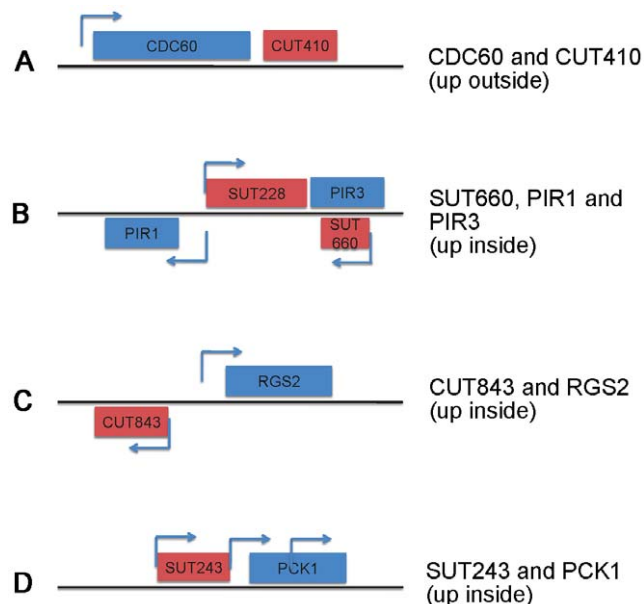 A
CDC60
CUT410
CDC60 and CUT410
(up outside)
B
SUT228
PIR3
PIR1
SUT
660
SUT660, PIR1 and
PIR3
(up inside)
C
RGS2
CUT843
CUT843 and RGS2
(up inside)
D
SUT243
PCK1
SUT243 and PCK1
(up inside)